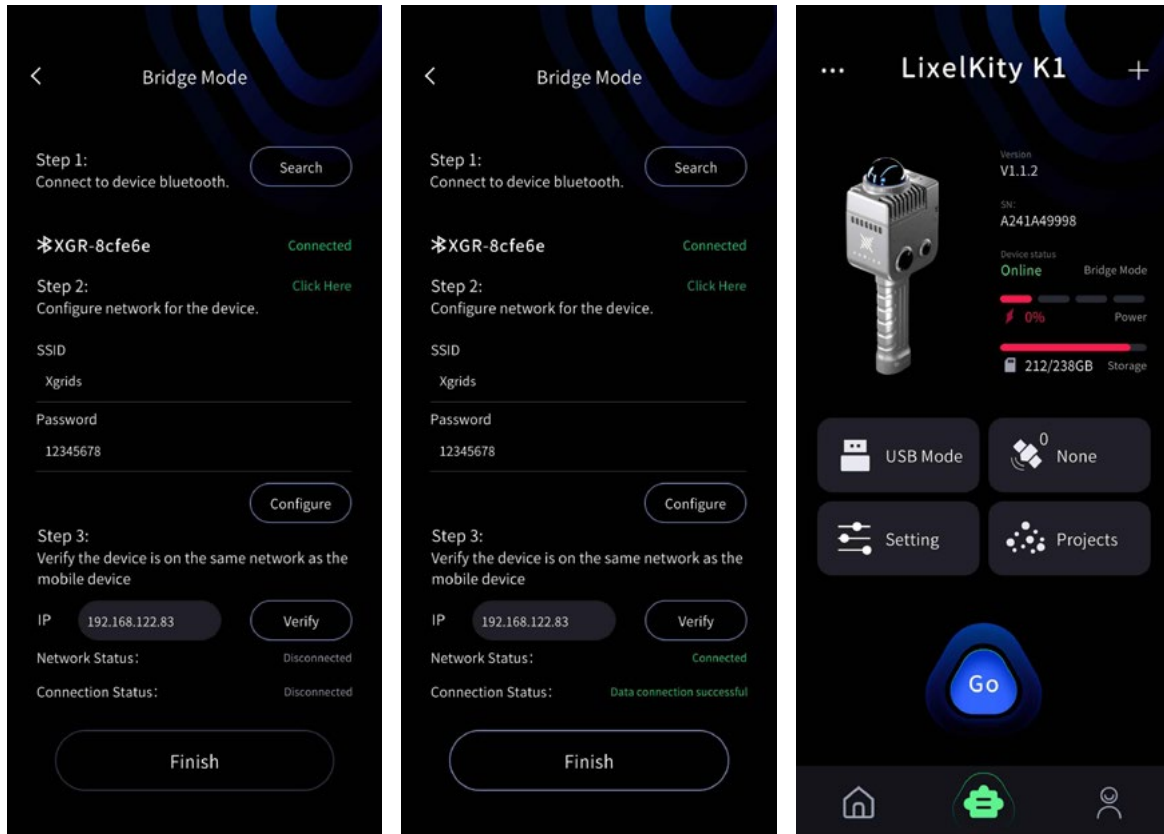 Bridge Mode
Step 1:
Connect to device bluetooth.
Search
XGR-8cfe6e
Connected
Step 2:
Click Here
Configure network for the device.
SSID
Xgrids
Password
12345678
Configure
Step 3:
Verify the device is on the same network as the
mobile device
IP
192.168.122.83
Verify
Network Status:
Disconnected
Connection Status:
Disconnected
Finish
Bridge Mode
Step 1:
Connect to device bluetooth.
Search
XGR-8cfe6e
Connected
Step 2:
Click Here
Configure network for the device.
SSID
Xgrids
Password
12345678
Configure
Step 3:
Verify the device is on the same network as the
mobile device
IP
192.168.122.83
Verify
Network Status:
Connected
Connection Status:
Data connection successful
Finish
LixelKity K1
Version
V1.1.2
SN:
A241A49998
Device status
Online
Bridge Mode
0%
Power
212/238GB
Storage
USB Mode
0
None
Setting
Projects
Go